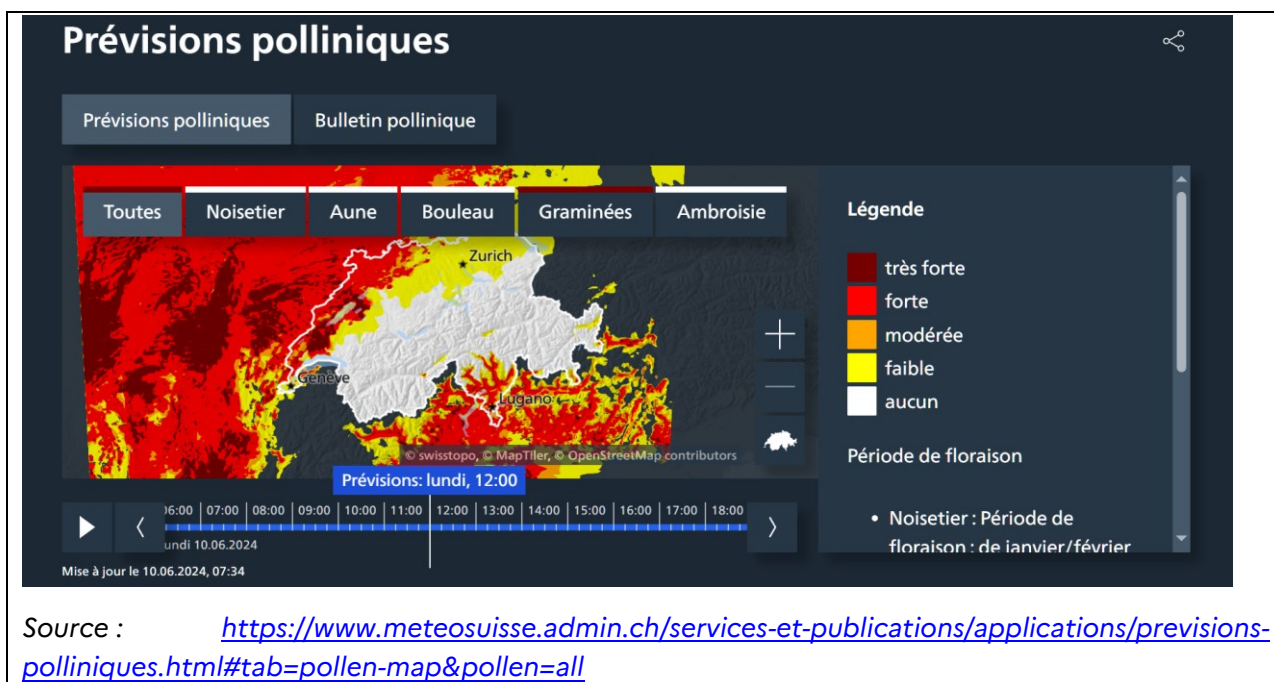 Prévisions polliniques
Prévisions polliniques
Bulletin pollinique
Toutes
Noisetier
Aune
Bouleau
Graminées
Ambroisie
Zurich
Genève
Lugano
© swisstopo, © MapTiler, © OpenStreetMap contributors
Légende
très forte
forte
modérée
faible
aucun
Période de floraison
• Noisetier : Période de
floraison : de janvier/février
Prévisions: lundi, 12:00
06:00 07:00 08:00 09:00 10:00 11:00 12:00 13:00 14:00 15:00 16:00 17:00 18:00
undi 10.06.2024
Mise à jour le 10.06.2024, 07:34
Source : https://www.meteosuisse.admin.ch/services-et-publications/applications/previsions-
polliniques.html#tab=pollen-map&pollen=all